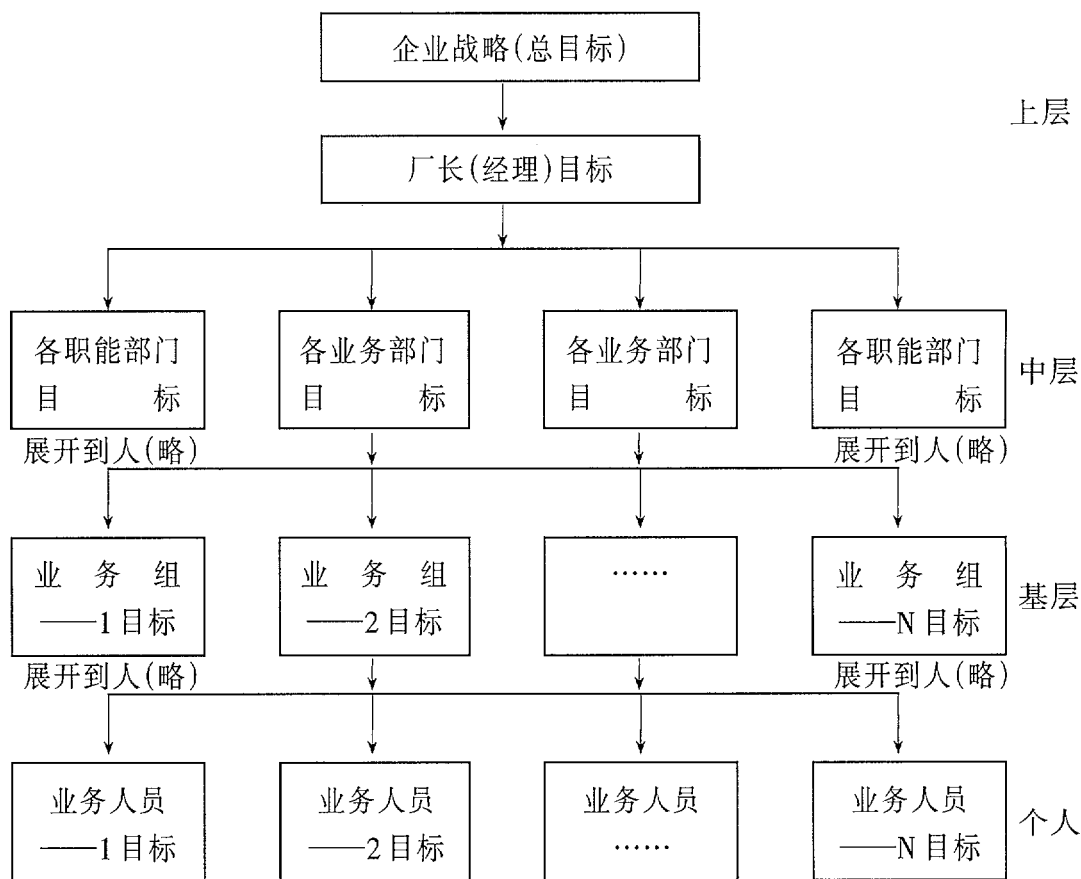 企业战略(总目标)
上层
厂长(经理)目标
各职能部门
目 标
各业务部门
目 标
各业务部门
目 标
各职能部门
目 标
中层
展开到人(略)
展开到人(略)
业 务 组
——1目标
业 务 组
——2目标
……
业 务 组
——N目标
基层
展开到人(略)
展开到人(略)
业务人员
——1目标
业务人员
——2目标
业务人员
……
业务人员
——N目标
个人